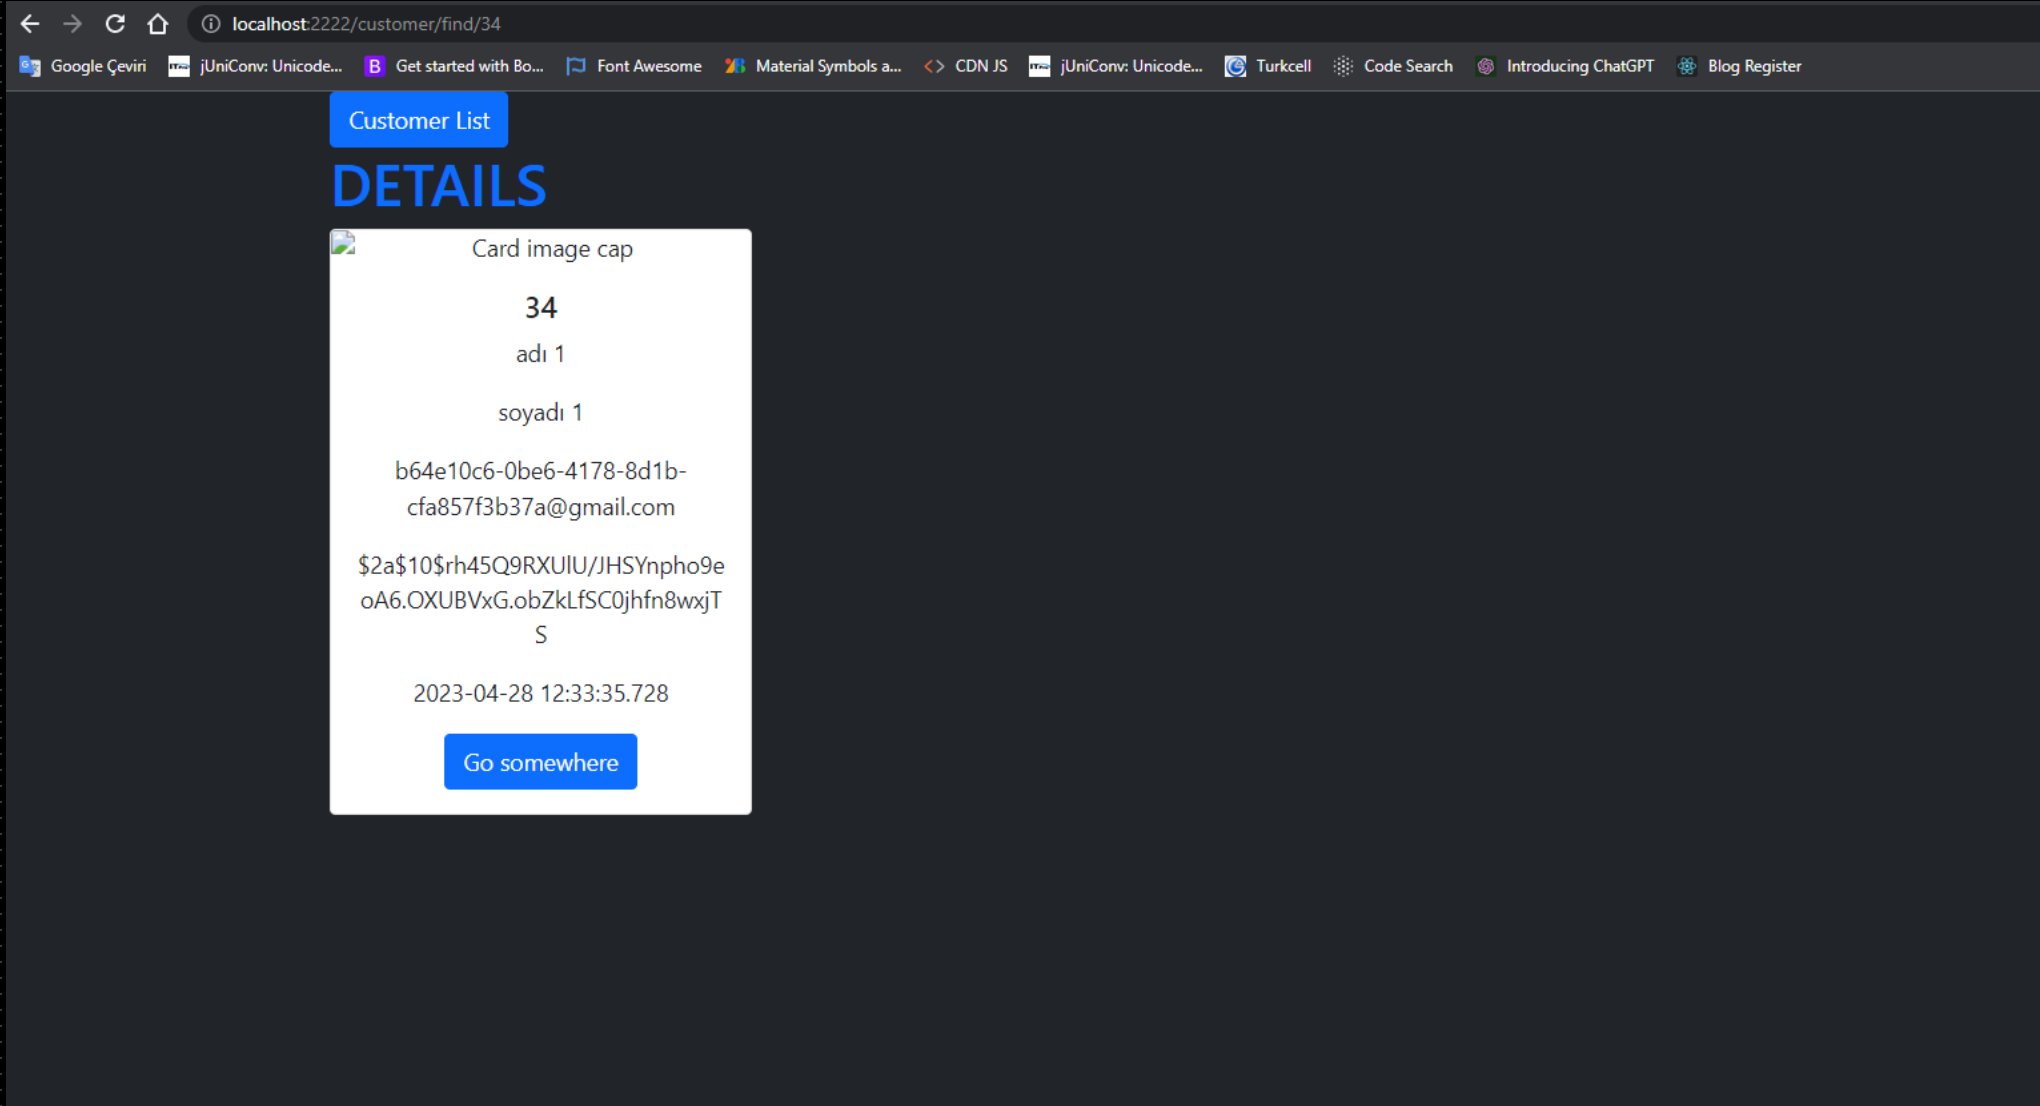 localhost:2222/customer/find/34
Google Çeviri jUniConv: Unicode... Get started with Bo... Font Awesome Material Symbols a... CDN JS jUniConv: Unicode... Turkcell Code Search Introducing ChatGPT Blog Register
Customer List
DETAILS
Card image cap
34
adı 1
soyadı 1
b64e10c6-0be6-4178-8d1b-
cfa857f3b37a@gmail.com
$2a$10$rh45Q9RXUlU/JHSYnpho9e
oA6.OXUBVxG.obZkLfSC0jhfn8wxjT
S
2023-04-28 12:33:35.728
Go somewhere